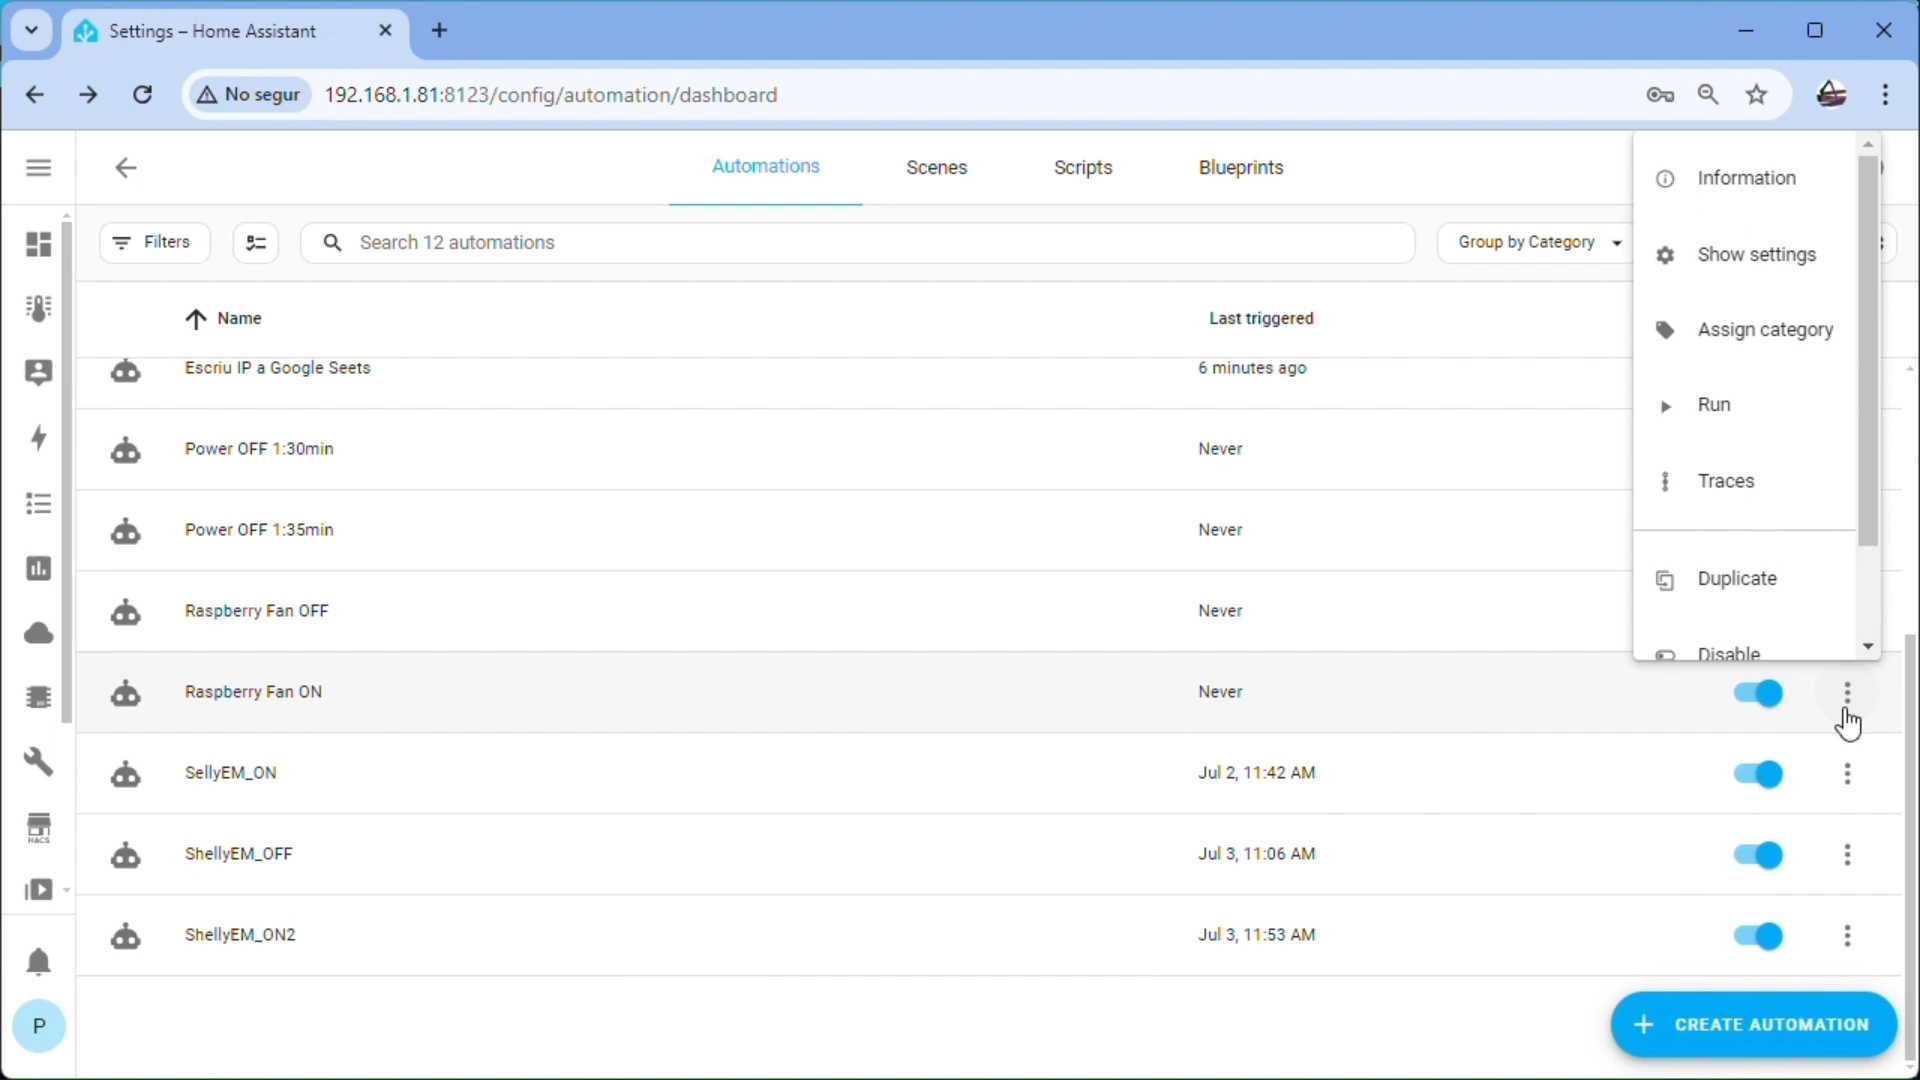 Settings – Home Assistant
No segur
192.168.1.81:8123/config/automation/dashboard
Automations
Scenes
Scripts
Blueprints
Filters
Search 12 automations
Group by Category
Name
Last triggered
Escriu IP a Google Seets
6 minutes ago
Power OFF 1:30min
Never
Power OFF 1:35min
Never
Raspberry Fan OFF
Never
Raspberry Fan ON
Never
SellyEM_ON
Jul 2, 11:42 AM
ShellyEM_OFF
Jul 3, 11:06 AM
ShellyEM_ON2
Jul 3, 11:53 AM
Information
Show settings
Assign category
Run
Traces
Duplicate
Disable
HACS
P
CREATE AUTOMATION